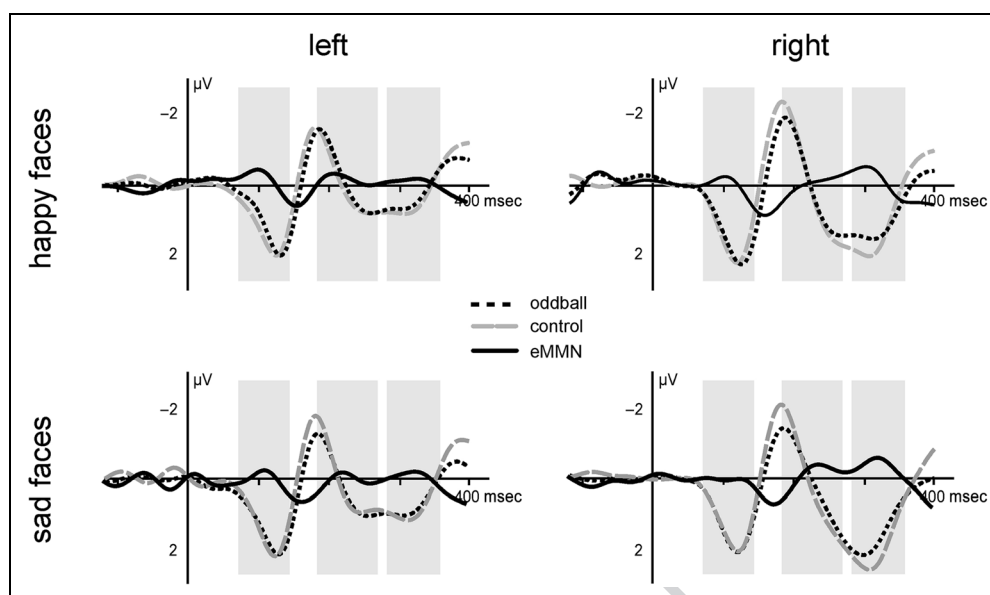 left
right
happy faces
µV
–2
2
400 msec
µV
–2
2
400 msec
oddball
control
eMMN
sad faces
µV
–2
2
400 msec
µV
–2
2
400 msec